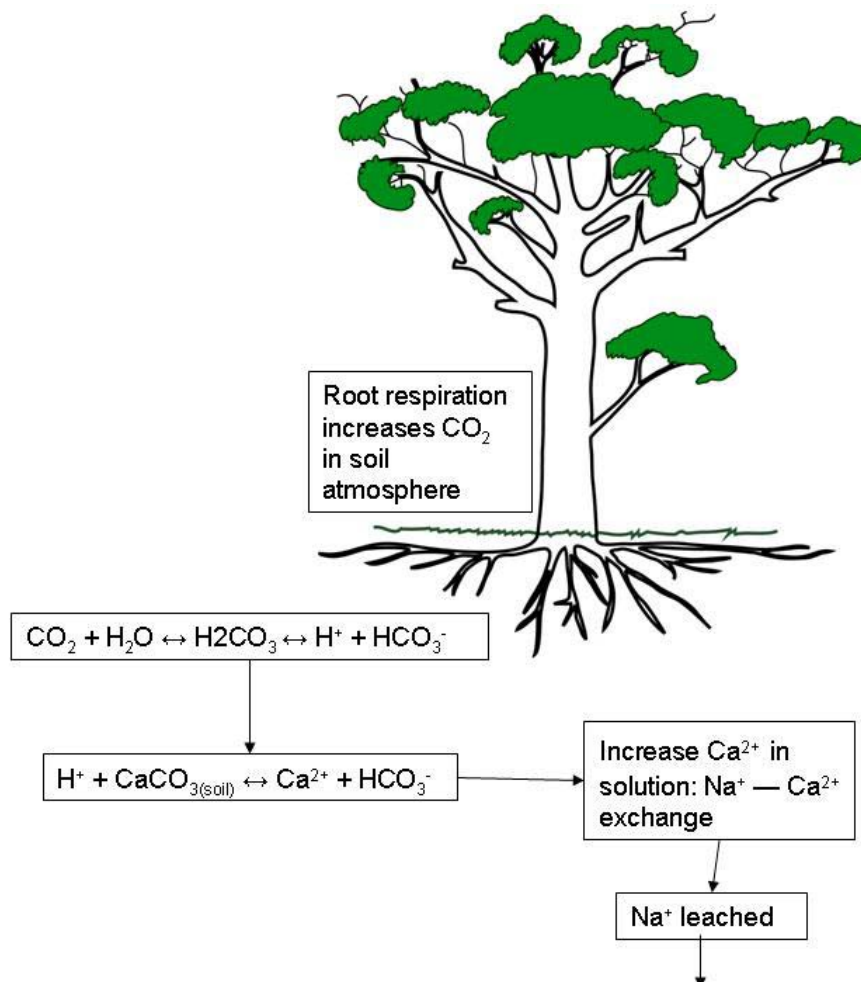 Root respiration
increases CO₂
in soil
atmosphere
CO₂ + H₂O ↔ H2CO₃ ↔ H⁺ + HCO₃⁻
H⁺ + CaCO₃₍soil₎ ↔ Ca²⁺ + HCO₃⁻
Increase Ca²⁺ in
solution: Na⁺ — Ca²⁺
exchange
Na⁺ leached